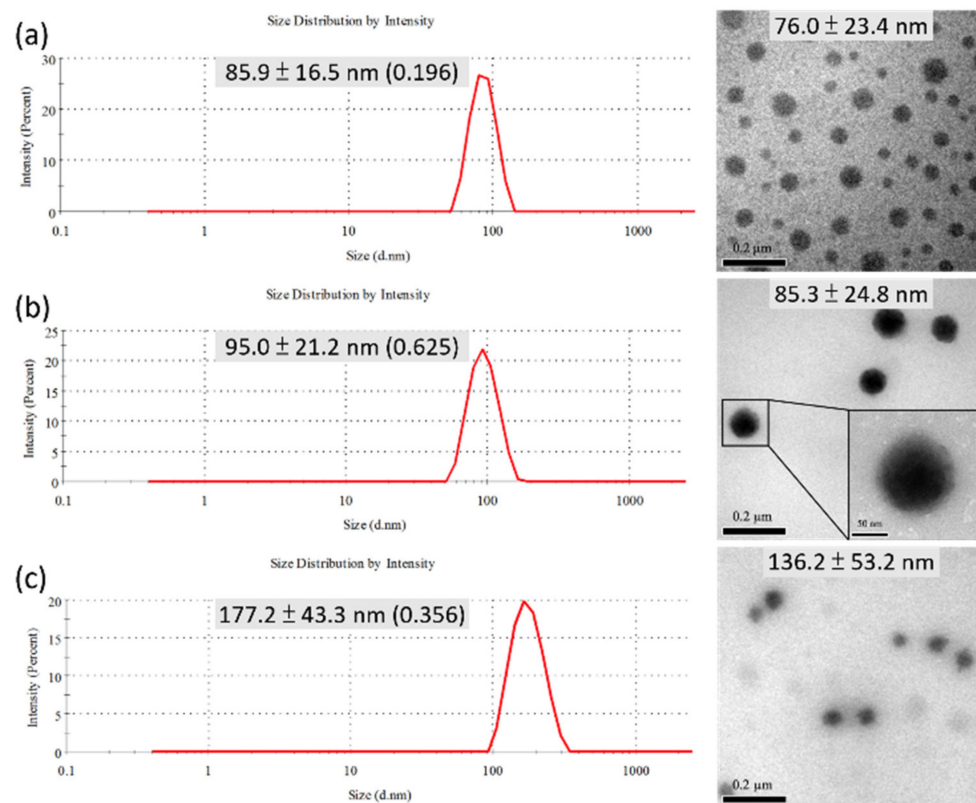 (a)
Size Distribution by Intensity
85.9 ± 16.5 nm (0.196)
Intensity (Percent)
30
20
10
0
0.1 1 10 100 1000
Size (d.nm)
76.0 ± 23.4 nm
0.2 µm
(b)
Size Distribution by Intensity
95.0 ± 21.2 nm (0.625)
Intensity (Percent)
25
20
15
10
5
0
0.1 1 10 100 1000
Size (d.nm)
85.3 ± 24.8 nm
0.2 µm
50 nm
(c)
Size Distribution by Intensity
177.2 ± 43.3 nm (0.356)
Intensity (Percent)
20
15
10
5
0
0.1 1 10 100 1000
Size (d.nm)
136.2 ± 53.2 nm
0.2 µm